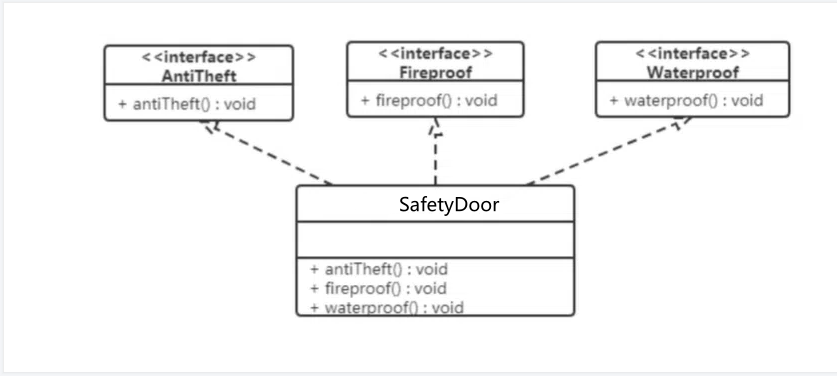 <<interface>>
AntiTheft
+ antiTheft() : void
<<interface>>
Fireproof
+ fireproof() : void
<<interface>>
Waterproof
+ waterproof() : void
SafetyDoor
+ antiTheft() : void
+ fireproof() : void
+ waterproof() : void